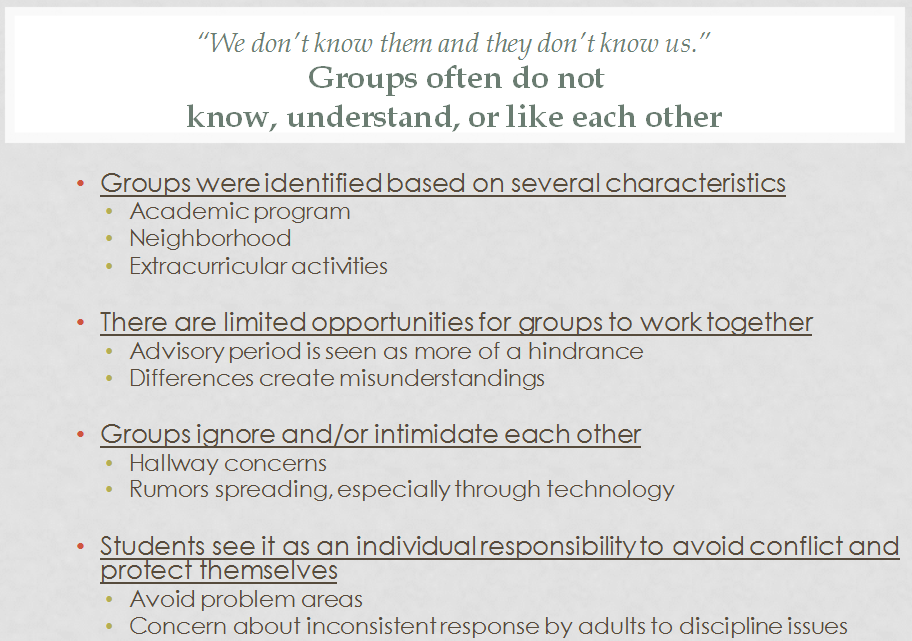 “We don’t know them and they don’t know us.”
Groups often do not
know, understand, or like each other
• Groups were identified based on several characteristics
• Academic program
• Neighborhood
• Extracurricular activities
• There are limited opportunities for groups to work together
• Advisory period is seen as more of a hindrance
• Differences create misunderstandings
• Groups ignore and/or intimidate each other
• Hallway concerns
• Rumors spreading, especially through technology
• Students see it as an individual responsibility to avoid conflict and
protect themselves
• Avoid problem areas
• Concern about inconsistent response by adults to discipline issues